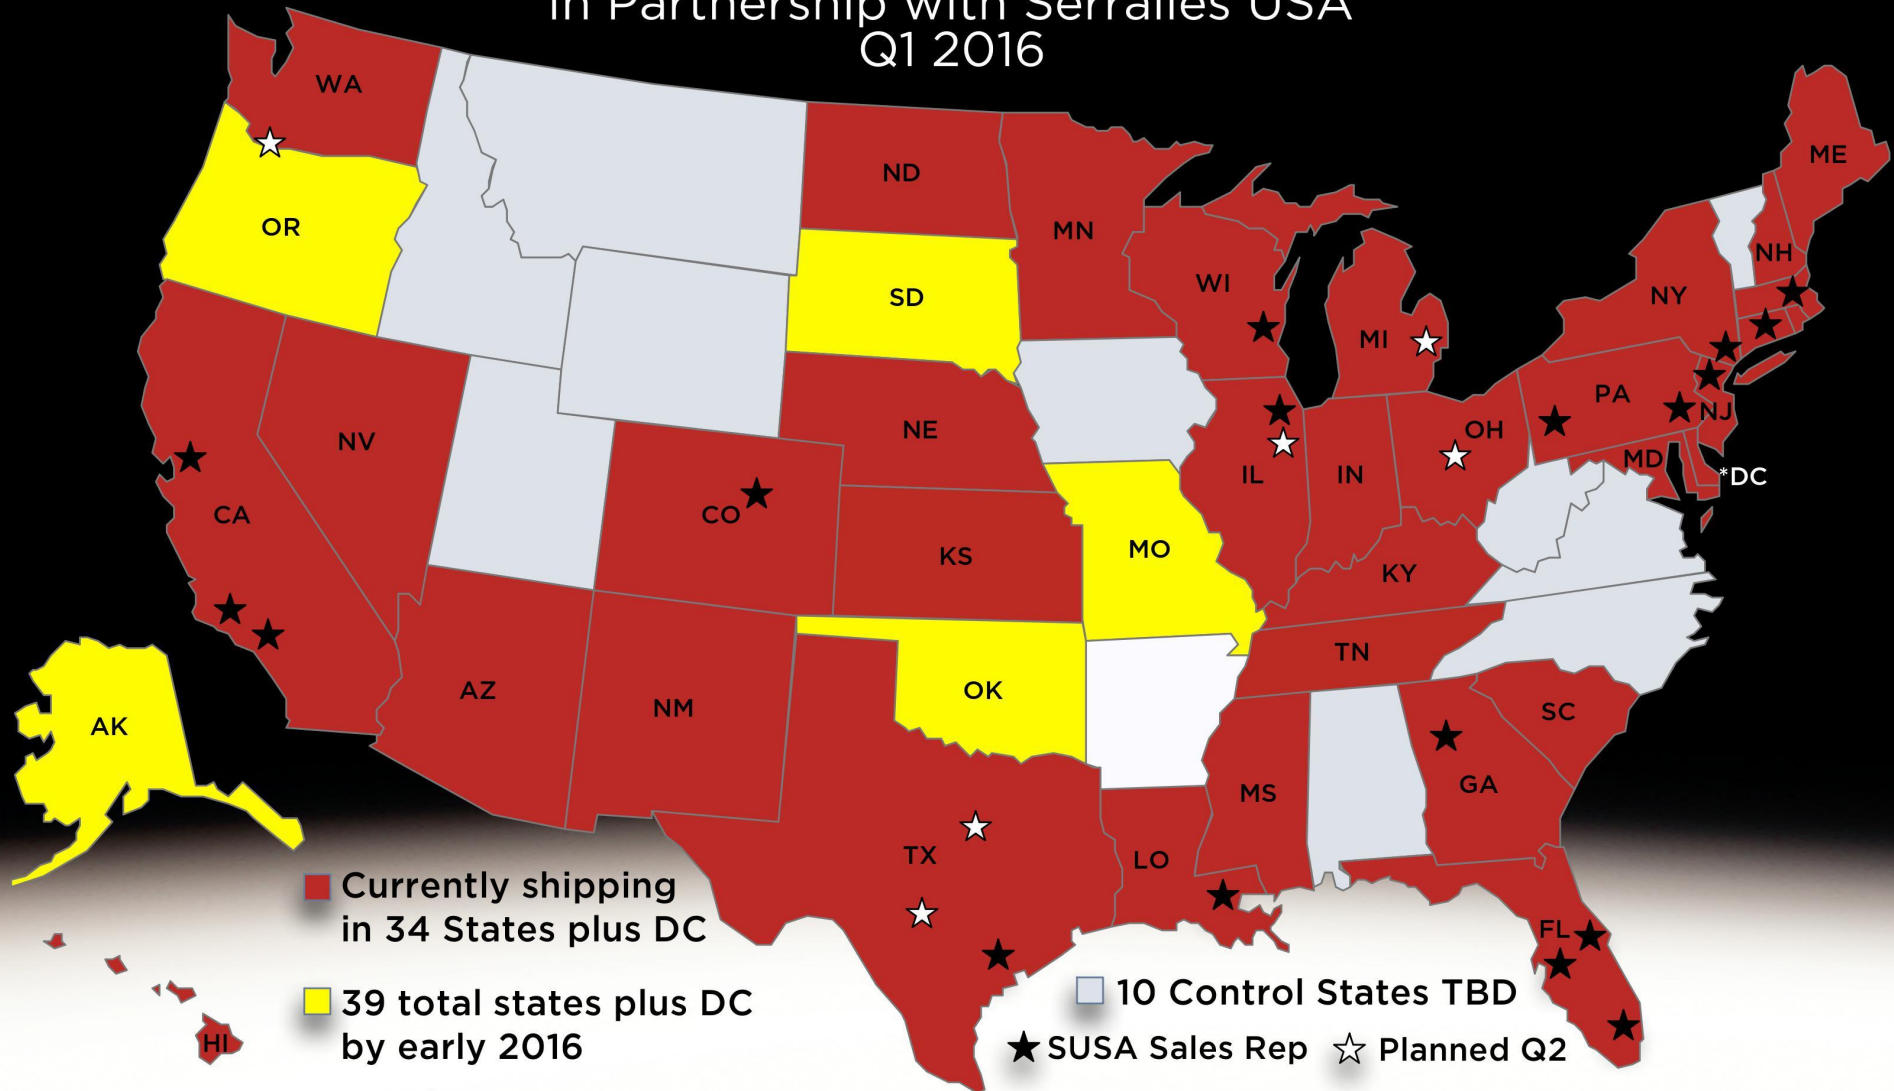 in Partnership with Serralles USA
Q1 2016
WA
ME
ND
MN
OR
NH
WI
NY
SD
MI
PA
NJ
NE
OH
NV
MD
IL
IN
*DC
CA
CO
KS
MO
KY
TN
AZ
OK
NM
SC
AK
GA
MS
TX
LO
FL
HI
Currently shipping
in 34 States plus DC
39 total states plus DC
by early 2016
10 Control States TBD
SUSA Sales Rep
Planned Q2